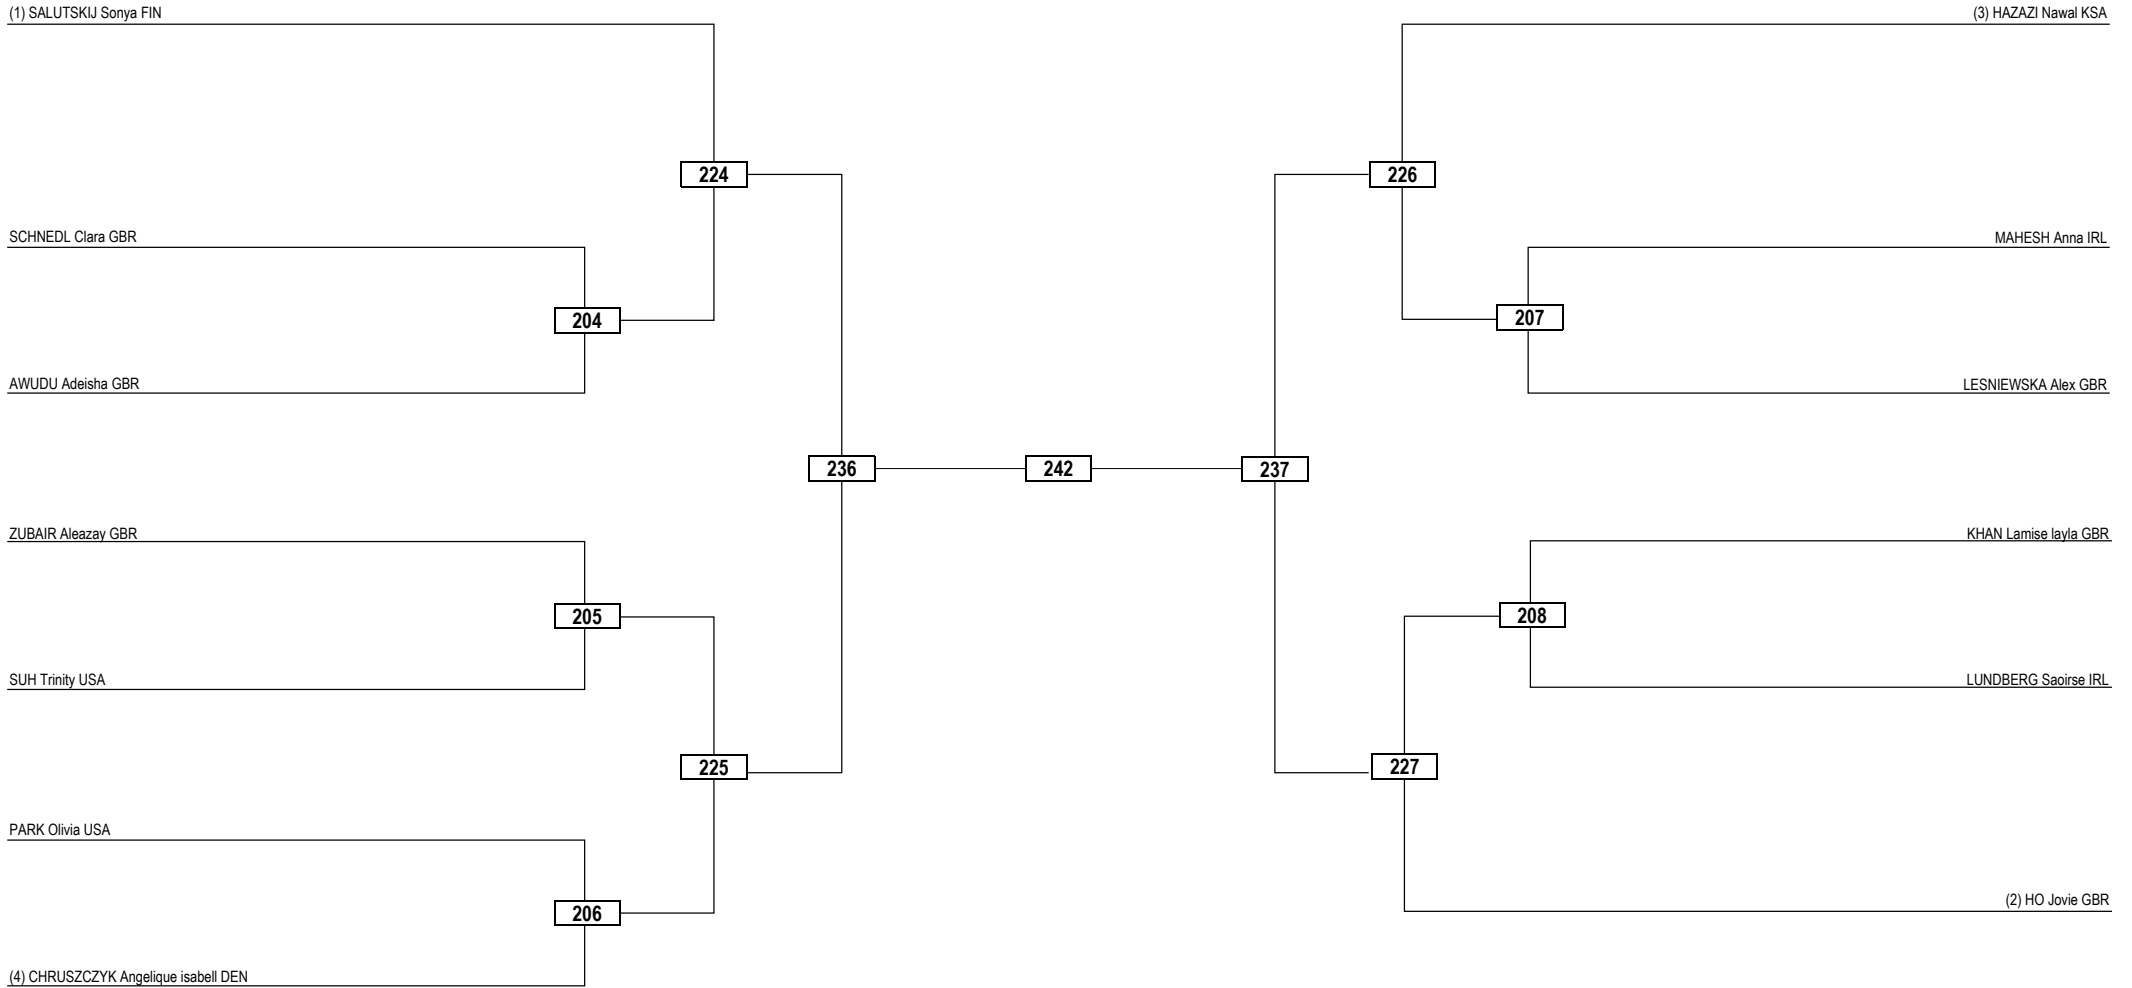 (1) SALUTSKIJ Sonya FIN
(3) HAZAZI Nawal KSA
224
226
SCHNEDL Clara GBR
MAHESH Anna IRL
204
207
AWUDU Adeisha GBR
LESNIEWSKA Alex GBR
236
242
237
ZUBAIR Aleazay GBR
KHAN Lamise layla GBR
205
208
SUH Trinity USA
LUNDBERG Saoirse IRL
225
227
PARK Olivia USA
(2) HO Jovie GBR
206
(4) CHRUSZCZYK Angelique isabell DEN